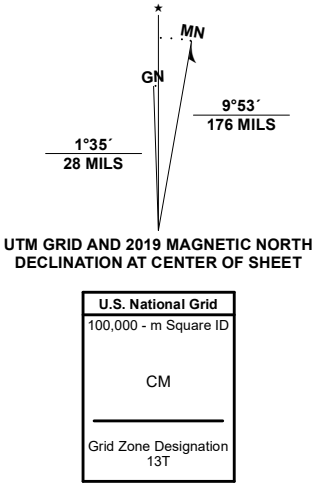 ★
MN
GN
9°53´
176 MILS
1°35´
28 MILS
UTM GRID AND 2019 MAGNETIC NORTH
DECLINATION AT CENTER OF SHEET
U.S. National Grid
100,000 - m Square ID
CM
Grid Zone Designation
13T